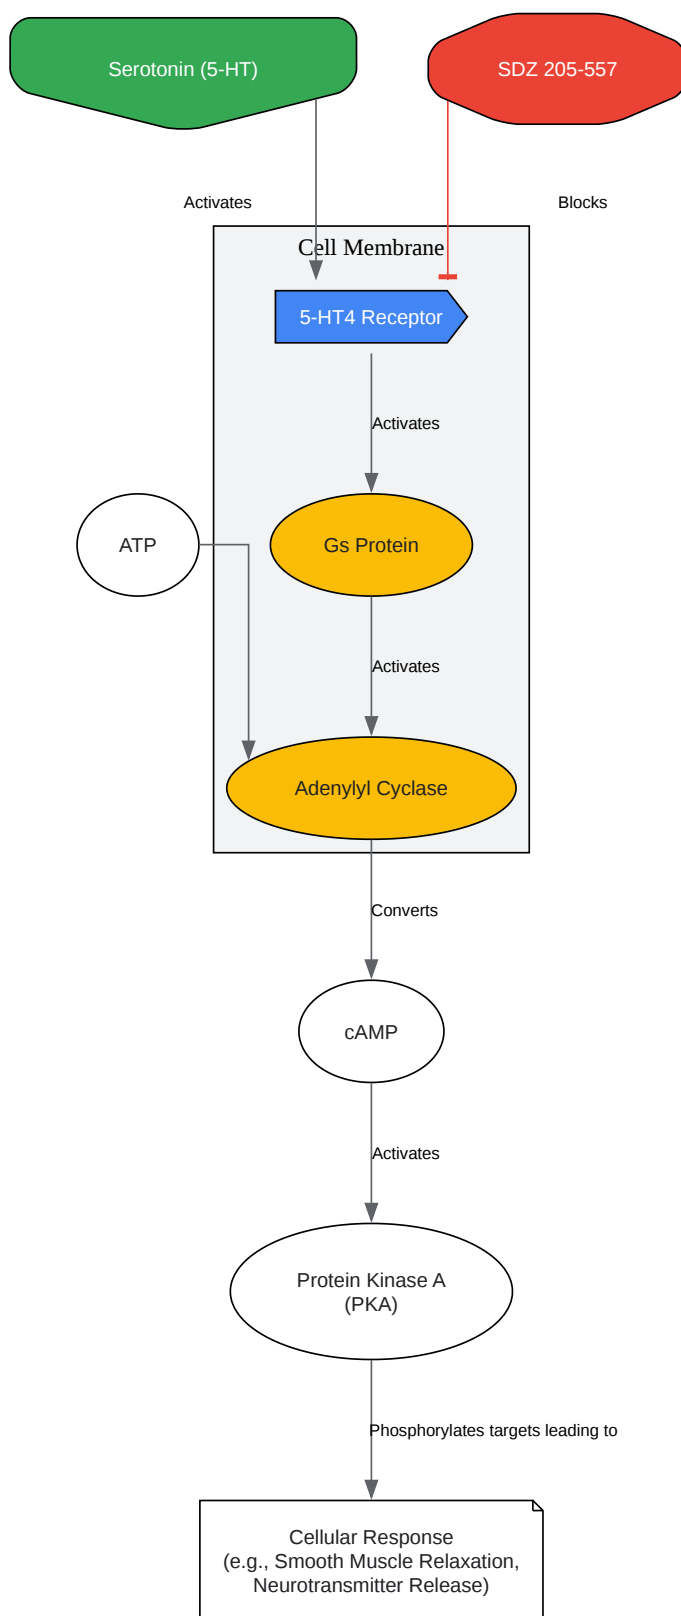 Serotonin (5-HT)
SDZ 205-557
Activates
Blocks
Cell Membrane
5-HT4 Receptor
Activates
ATP
Gs Protein
Activates
Adenylyl Cyclase
Converts
cAMP
Activates
Protein Kinase A
(PKA)
Phosphorylates targets leading to
Cellular Response
(e.g., Smooth Muscle Relaxation,
Neurotransmitter Release)